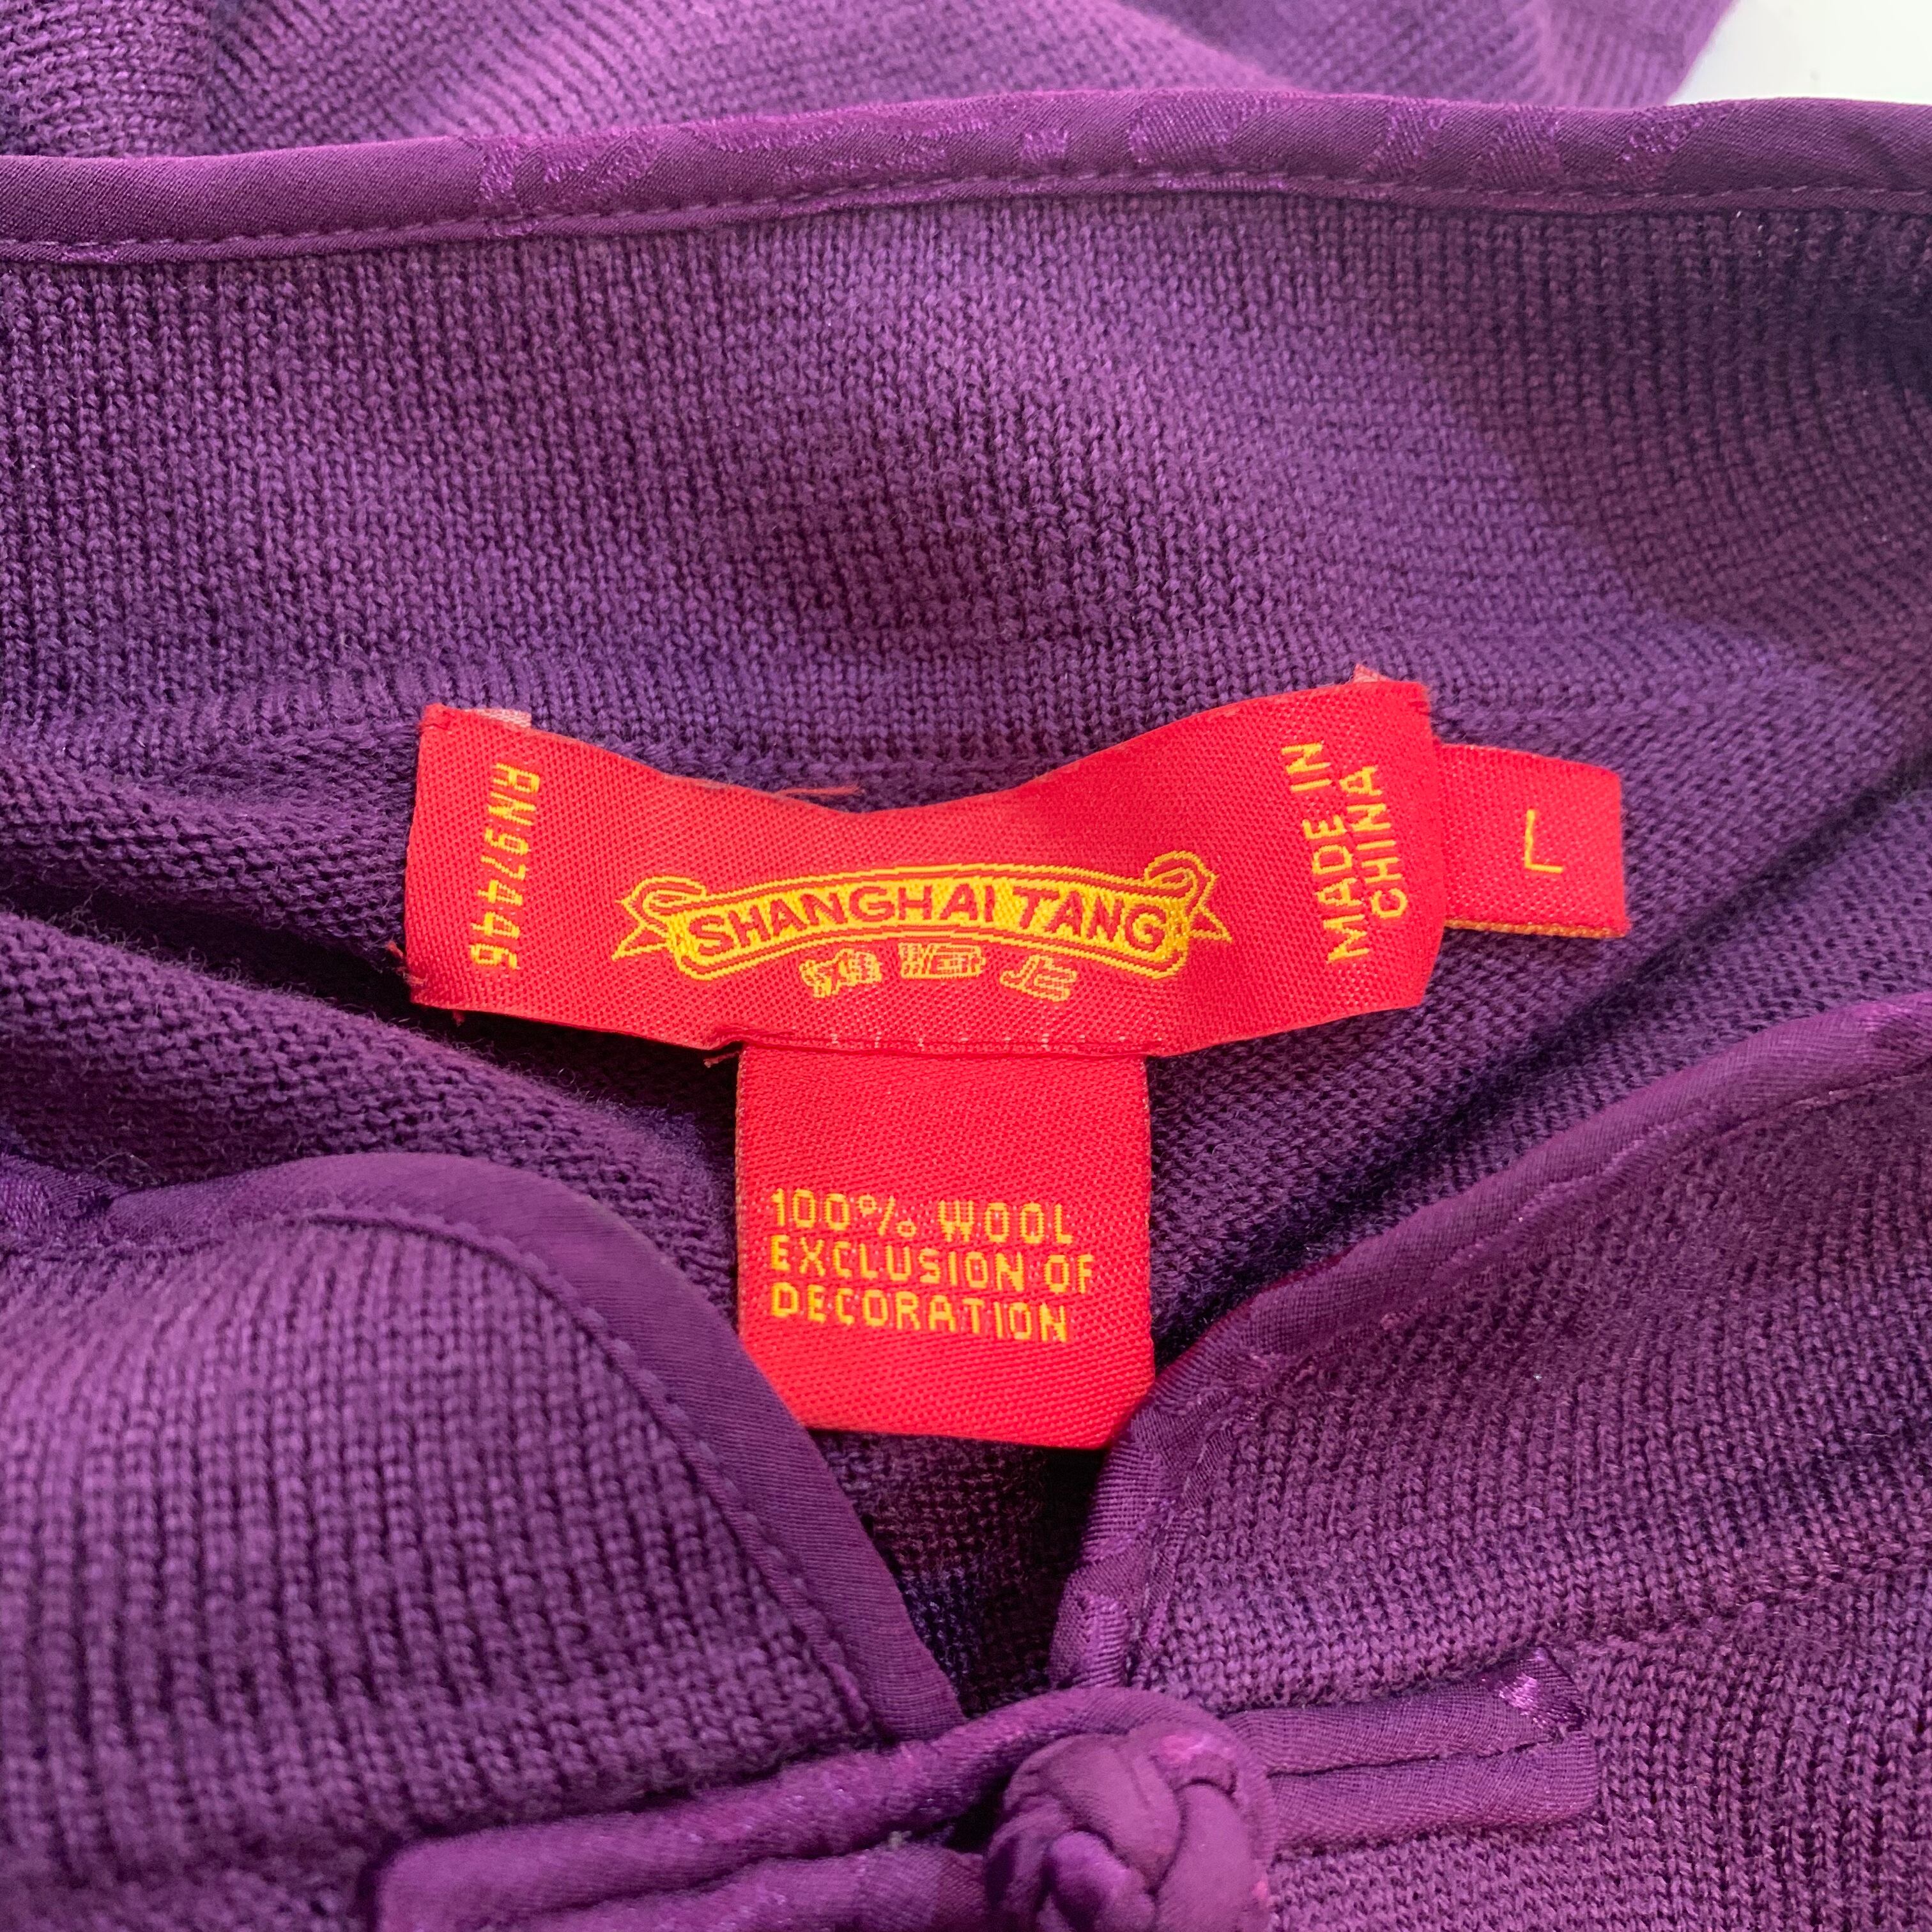 RN97446
SHANGHAI TANG
MADE IN
CHINA
L
100% WOOL
EXCLUSION OF
DECORATION